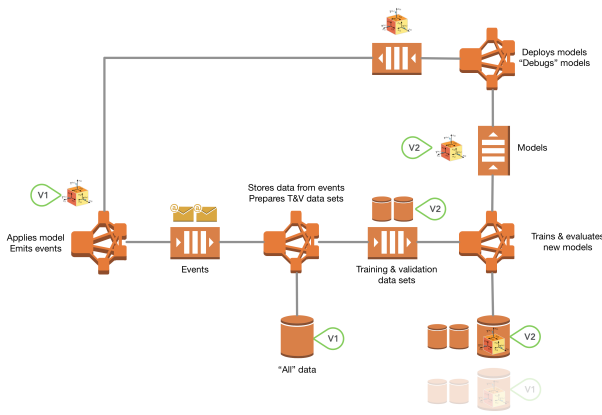 Deploys models
“Debugs” models
V2
Models
V1
Stores data from events
Prepares T&V data sets
V2
Applies model
Emits events
Events
Training & validation
data sets
Trains & evaluates
new models
V1
V2
“All” data